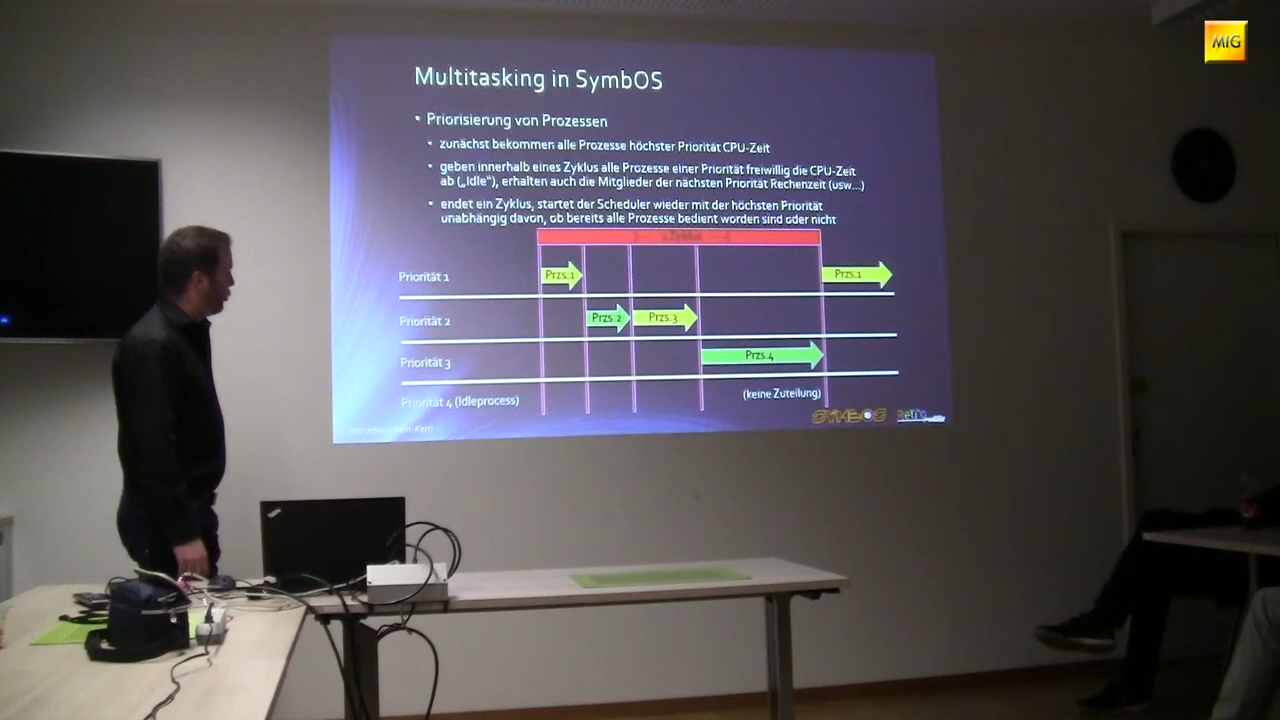 MIG
Multitasking in SymbOS
• Priorisierung von Prozessen
• zunächst bekommen alle Prozesse höchster Priorität CPU-Zeit
• geben innerhalb eines Zyklus alle Prozesse einer Priorität freiwillig die CPU-Zeit
ab („Idle“), erhalten auch die Mitglieder der nächsten Priorität Rechenzeit (usw...)
• endet ein Zyklus, startet der Scheduler wieder mit der höchsten Priorität
unabhängig davon, ob bereits alle Prozesse bedient worden sind oder nicht
1 Zyklus
Priorität 1 Przs.1 Przs.1
Priorität 2 Przs.2 Przs.3
Priorität 3 Przs.4
Priorität 4 (Idleprocess) (keine Zuteilung)
SYMBOS